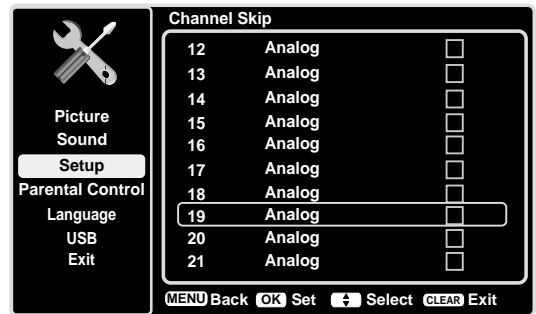 Channel Skip
12 Analog
13 Analog
14 Analog
15 Analog
16 Analog
17 Analog
18 Analog
19 Analog
20 Analog
21 Analog
Picture
Sound
Setup
Parental Control
Language
USB
Exit
MENU Back OK Set Select CLEAR Exit